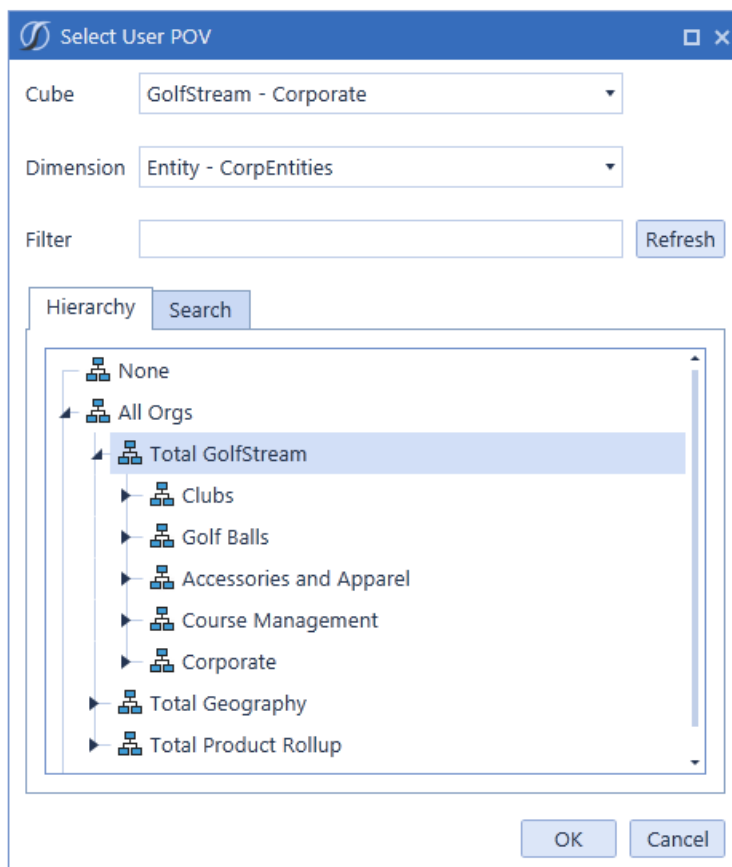 Select User POV
Cube GolfStream - Corporate
Dimension Entity - CorpEntities
Filter Refresh
Hierarchy Search
None
All Orgs
Total GolfStream
Clubs
Golf Balls
Accessories and Apparel
Course Management
Corporate
Total Geography
Total Product Rollup
OK Cancel